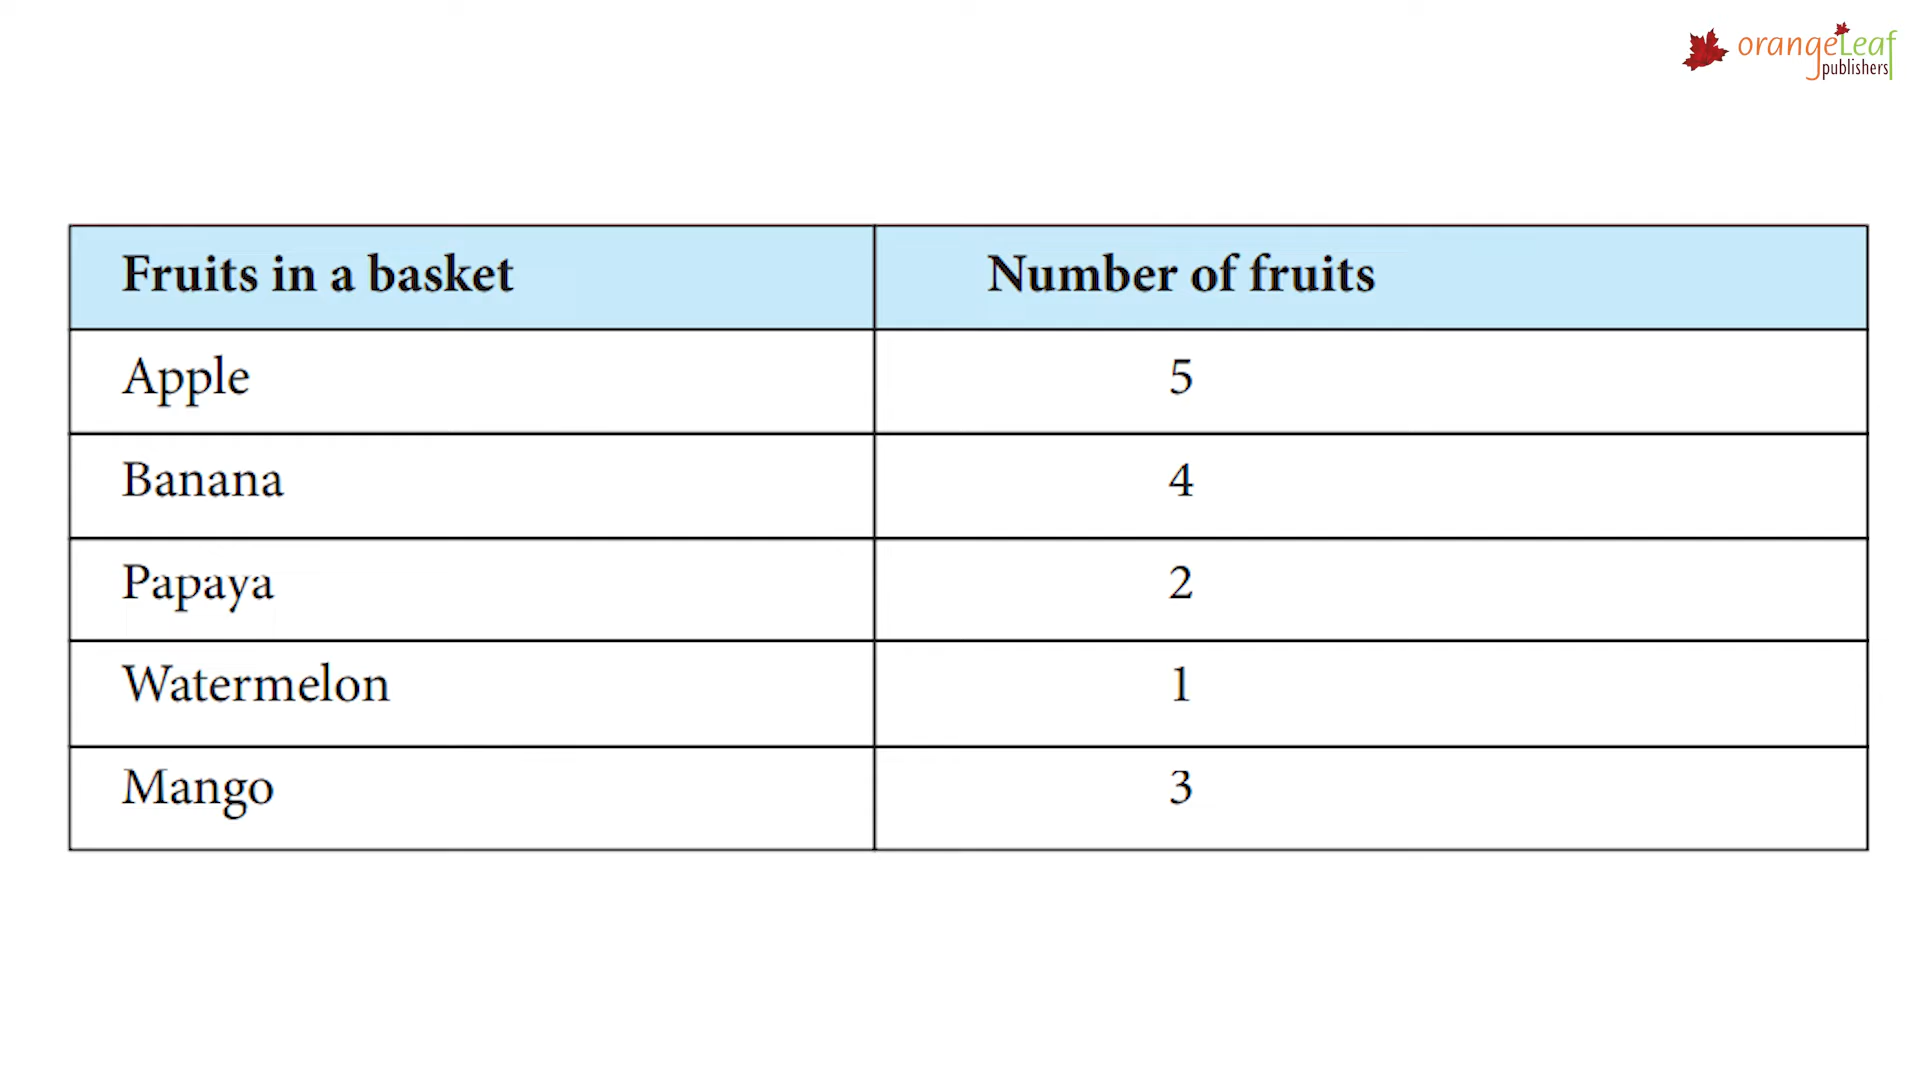 orangeLeaf
publishers
Fruits in a basket Number of fruits
Apple 5
Banana 4
Papaya 2
Watermelon 1
Mango 3